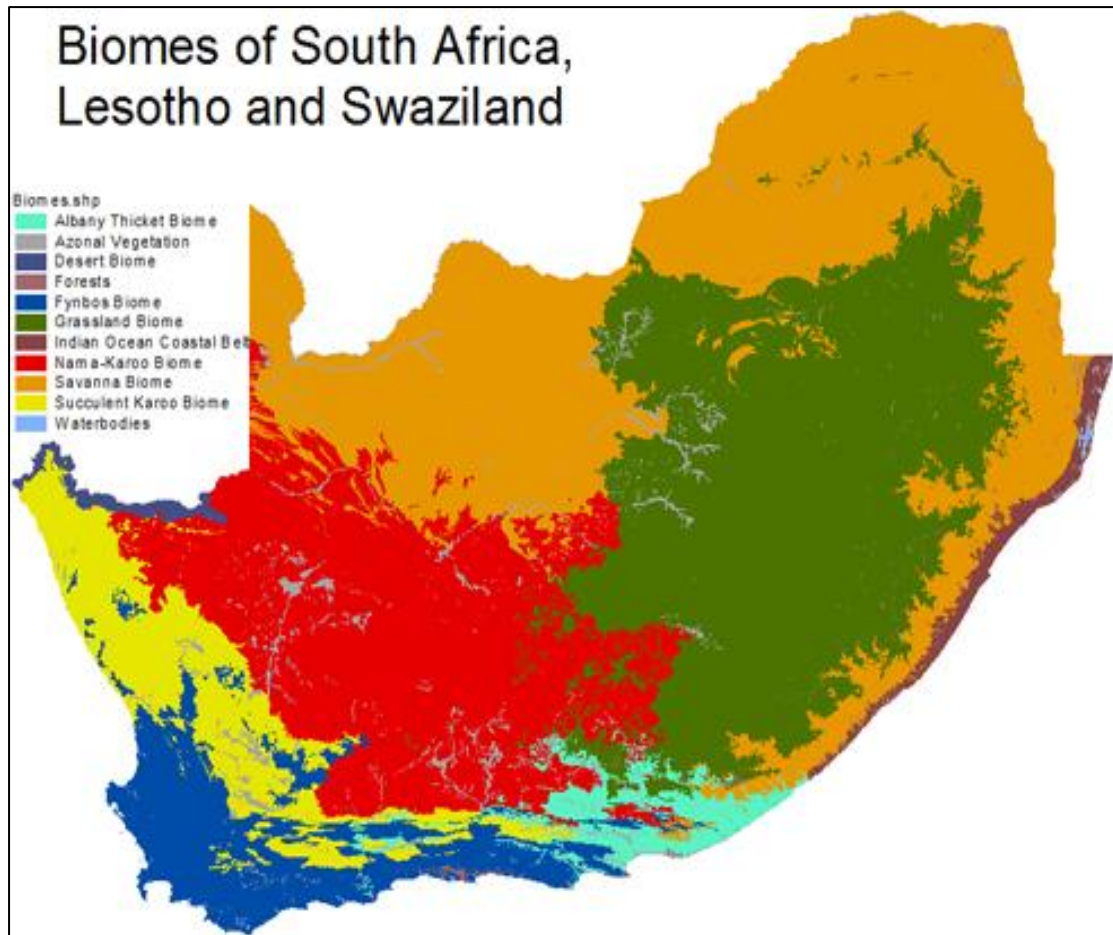 Biomes of South Africa,
Lesotho and Swaziland
Biomes.shp
Albany Thicket Biome
Azonal Vegetation
Desert Biome
Forests
Fynbos Biome
Grassland Biome
Indian Ocean Coastal Belt
Nama-Karoo Biome
Savanna Biome
Succulent Karoo Biome
Waterbodies